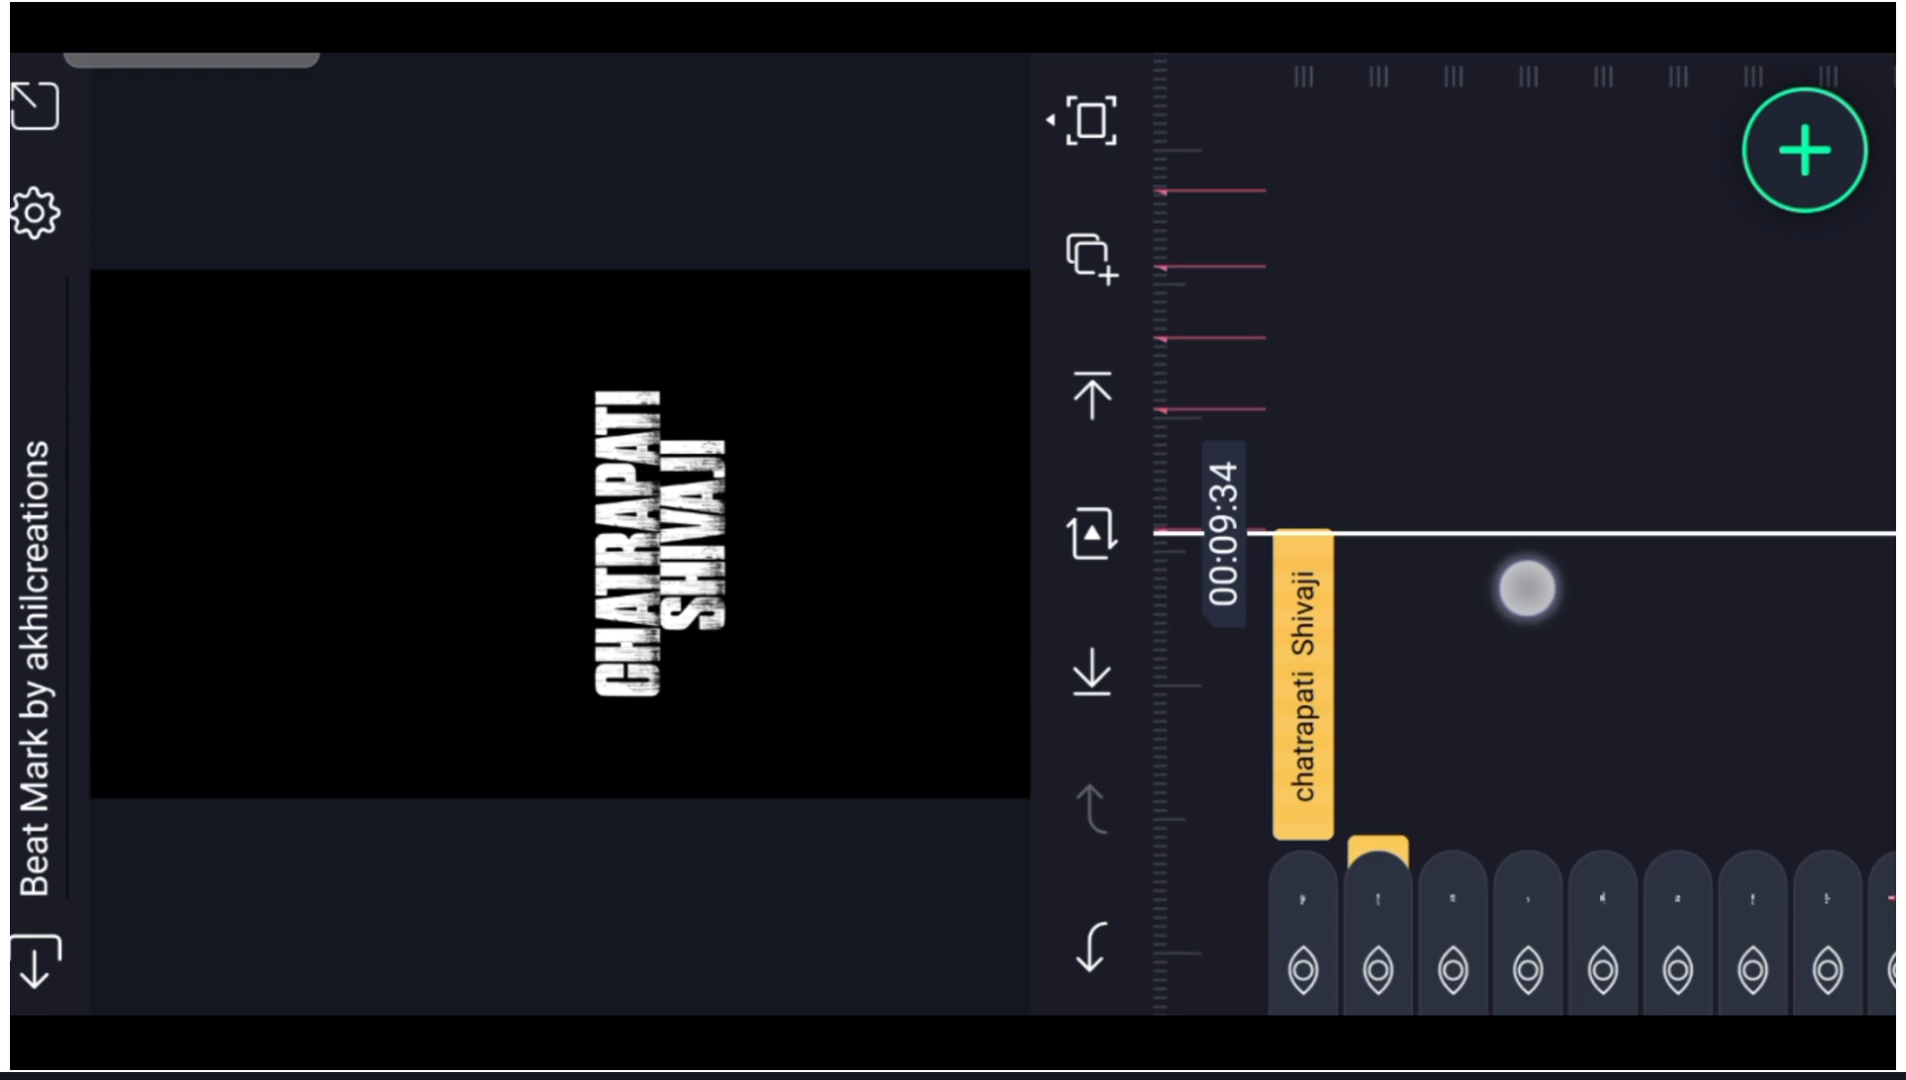 Beat Mark by akhilcreations
CHATRAPATI
SHIVAJI
00:09:34
chatrapati Shivaji